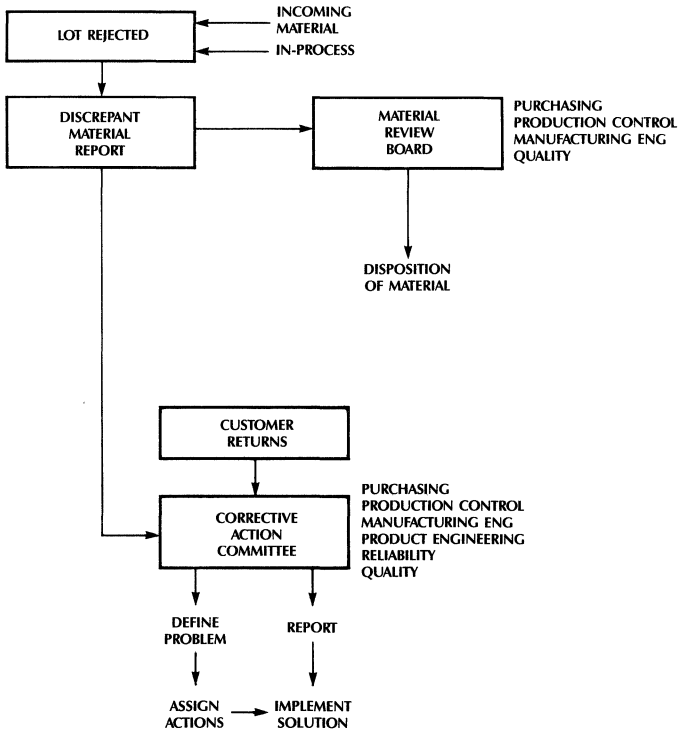 LOT REJECTED
INCOMING
MATERIAL
IN-PROCESS
DISCREPANT
MATERIAL
REPORT
MATERIAL
REVIEW
BOARD
PURCHASING
PRODUCTION CONTROL
MANUFACTURING ENG
QUALITY
DISPOSITION
OF MATERIAL
CUSTOMER
RETURNS
CORRECTIVE
ACTION
COMMITTEE
PURCHASING
PRODUCTION CONTROL
MANUFACTURING ENG
PRODUCT ENGINEERING
RELIABILITY
QUALITY
DEFINE
PROBLEM
REPORT
ASSIGN
ACTIONS
IMPLEMENT
SOLUTION